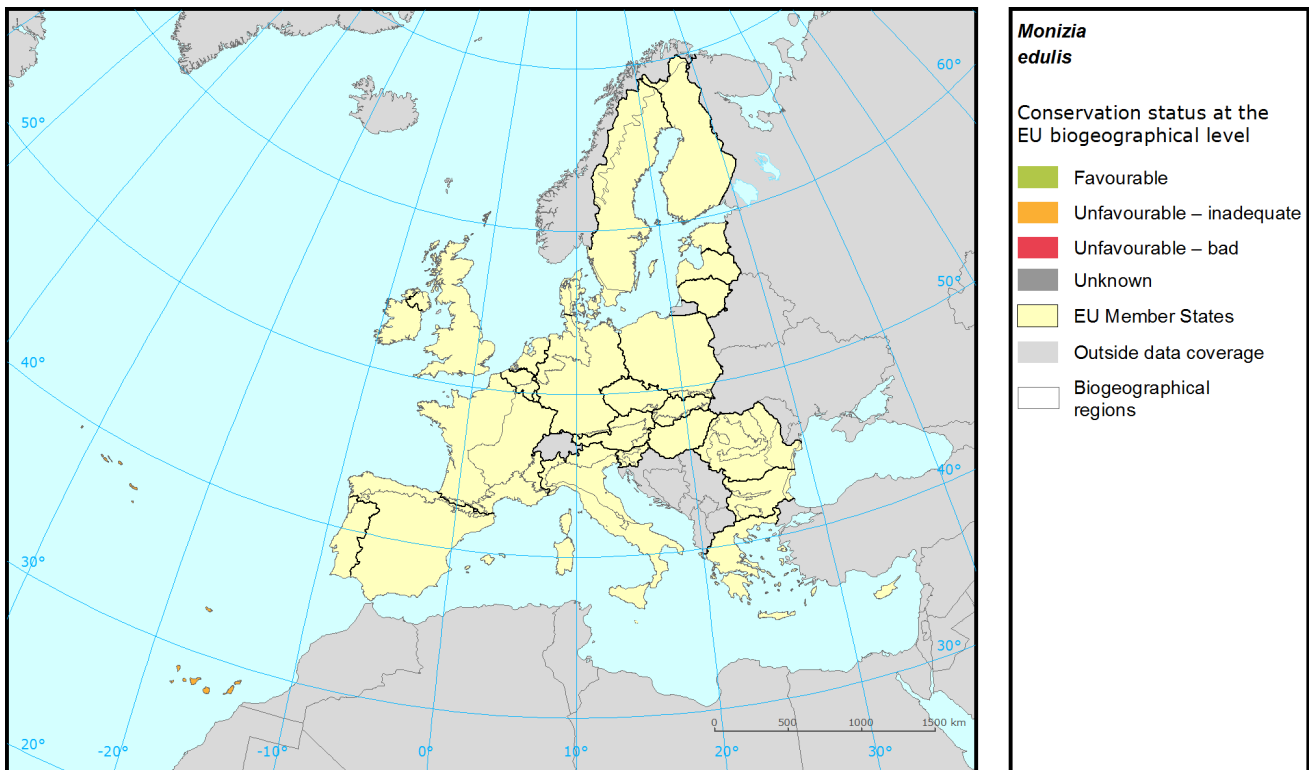 Monizia
edulis
Conservation status at the
EU biogeographical level
Favourable
Unfavourable – inadequate
Unfavourable – bad
Unknown
EU Member States
Outside data coverage
Biogeographical
regions
60°
50°
50°
40°
40°
30°
30°
0 500 1000 1500 km
20° -20° -10° 0° 10° 20° 30°